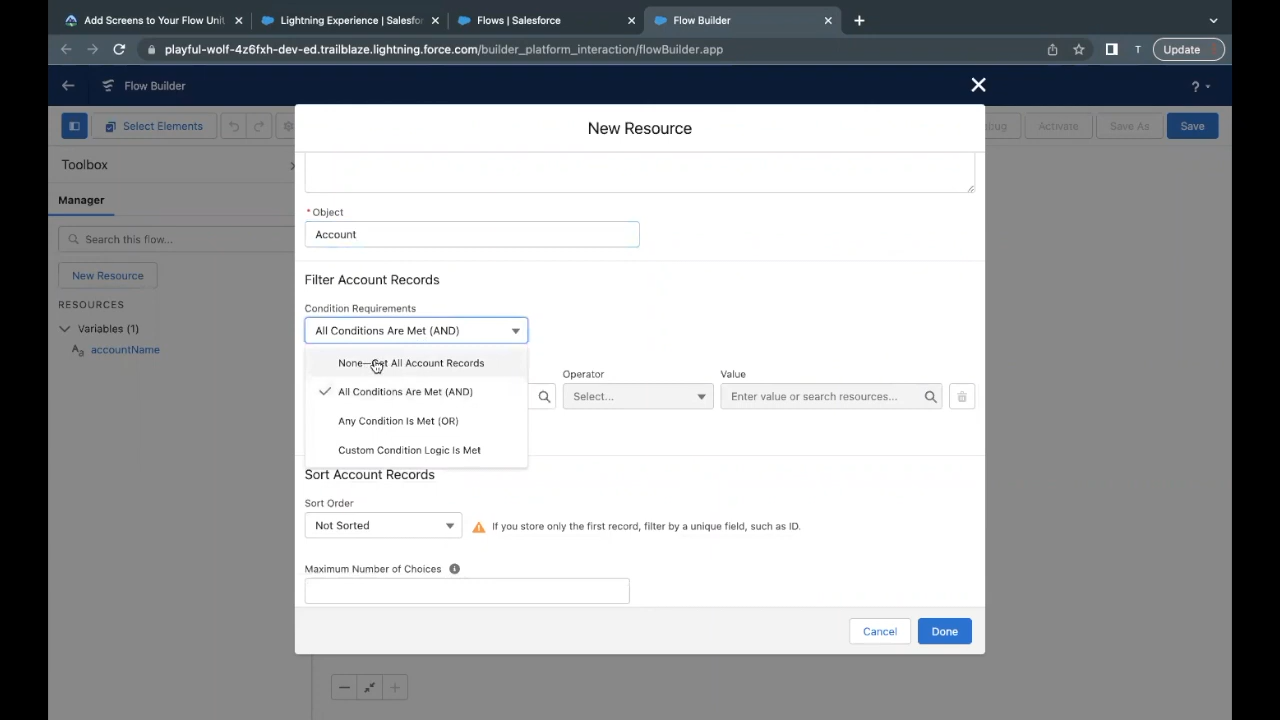 Add Screens to Your Flow Unit
Lightning Experience | Salesfor
Flows | Salesforce
Flow Builder
playful-wolf-4z6fxh-dev-ed.trailblaze.lightning.force.com/builder_platform_interaction/flowBuilder.app
T
Update
Flow Builder
?
Select Elements
bug
Activate
Save As
Save
New Resource
Toolbox
Manager
Search this flow...
New Resource
RESOURCES
Variables (1)
accountName
* Object
Account
Filter Account Records
Condition Requirements
All Conditions Are Met (AND)
None—Get All Account Records
All Conditions Are Met (AND)
Any Condition Is Met (OR)
Custom Condition Logic Is Met
Operator
Value
Select...
Enter value or search resources...
Sort Account Records
Sort Order
Not Sorted
If you store only the first record, filter by a unique field, such as ID.
Maximum Number of Choices
Cancel
Done